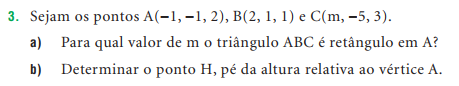 3. Sejam os pontos A(−1, −1, 2), B(2, 1, 1) e C(m, −5, 3).
a) Para qual valor de m o triângulo ABC é retângulo em A?
b) Determinar o ponto H, pé da altura relativa ao vértice A.